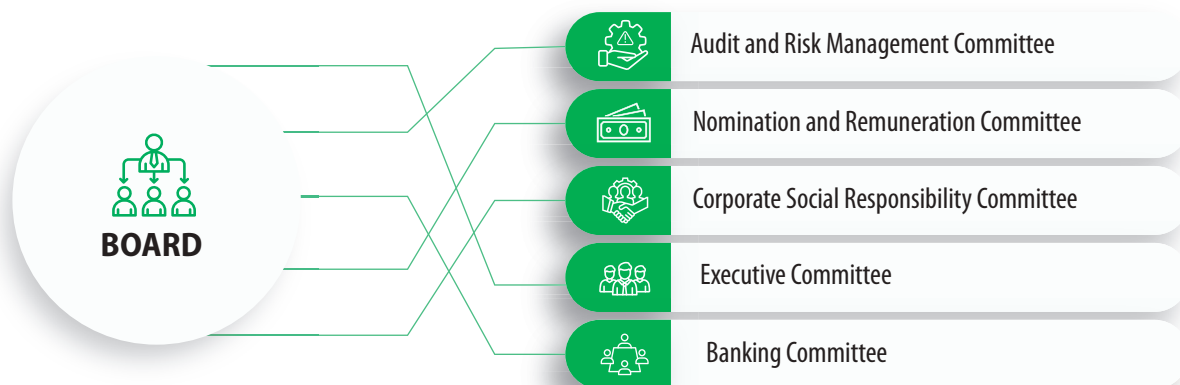 BOARD
Audit and Risk Management Committee
Nomination and Remuneration Committee
Corporate Social Responsibility Committee
Executive Committee
Banking Committee